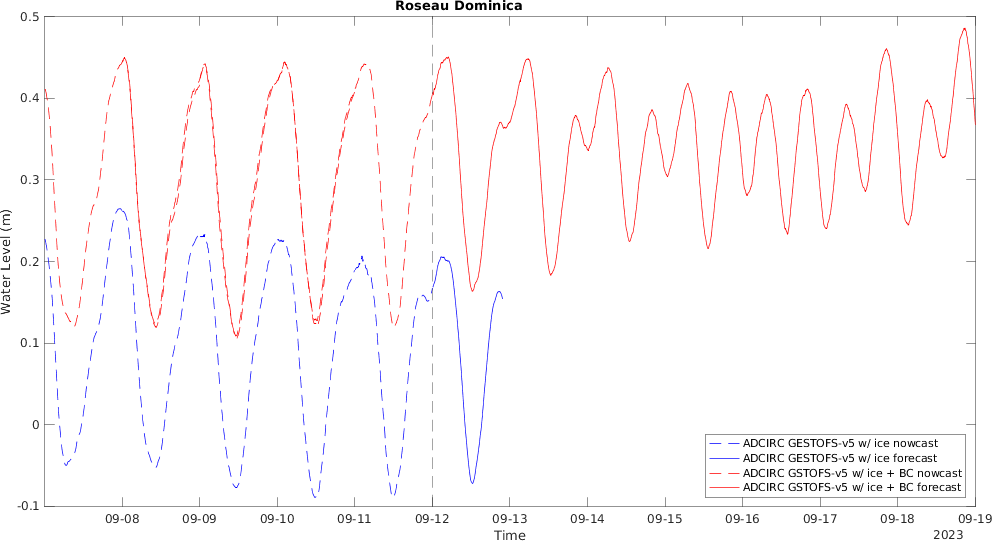 Roseau Dominica
Water Level (m)
0.5
0.4
0.3
0.2
0.1
0
-0.1
09-08 09-09 09-10 09-11 09-12 09-13 09-14 09-15 09-16 09-17 09-18 09-19
Time
2023
ADCIRC GESTOFS-v5 w/ ice nowcast
ADCIRC GESTOFS-v5 w/ ice forecast
ADCIRC GSTOFS-v5 w/ ice + BC nowcast
ADCIRC GSTOFS-v5 w/ ice + BC forecast